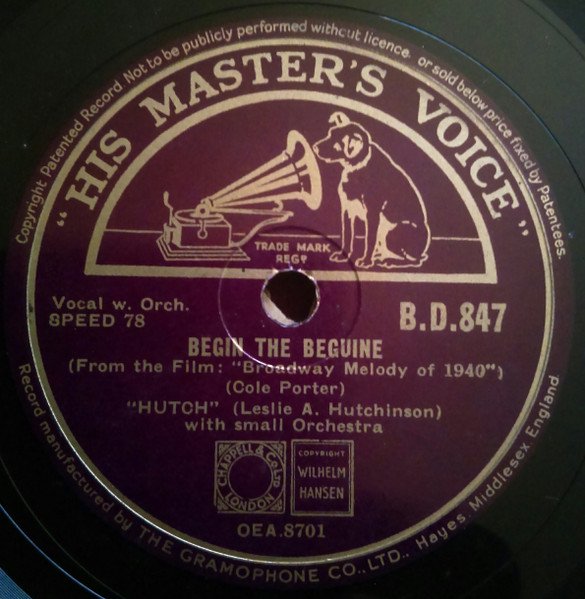 Copyright Patented Record Not to be publicly performed without licence. or sold below price fixed by Patentees.
"HIS MASTER'S VOICE"
TRADE MARK
REGD
Vocal w. Orch.
SPEED 78
B.D.847
BEGIN THE BEGUINE
(From the Film: "Broadway Melody of 1940")
(Cole Porter)
"HUTCH" (Leslie A. Hutchinson)
with small Orchestra
CHAPPELL & Co Ltd
LONDON
COPYRIGHT
WILHELM
HANSEN
OEA.8701
Record manufactured by THE GRAMOPHONE CO., LTD., Hayes, Middlesex England.